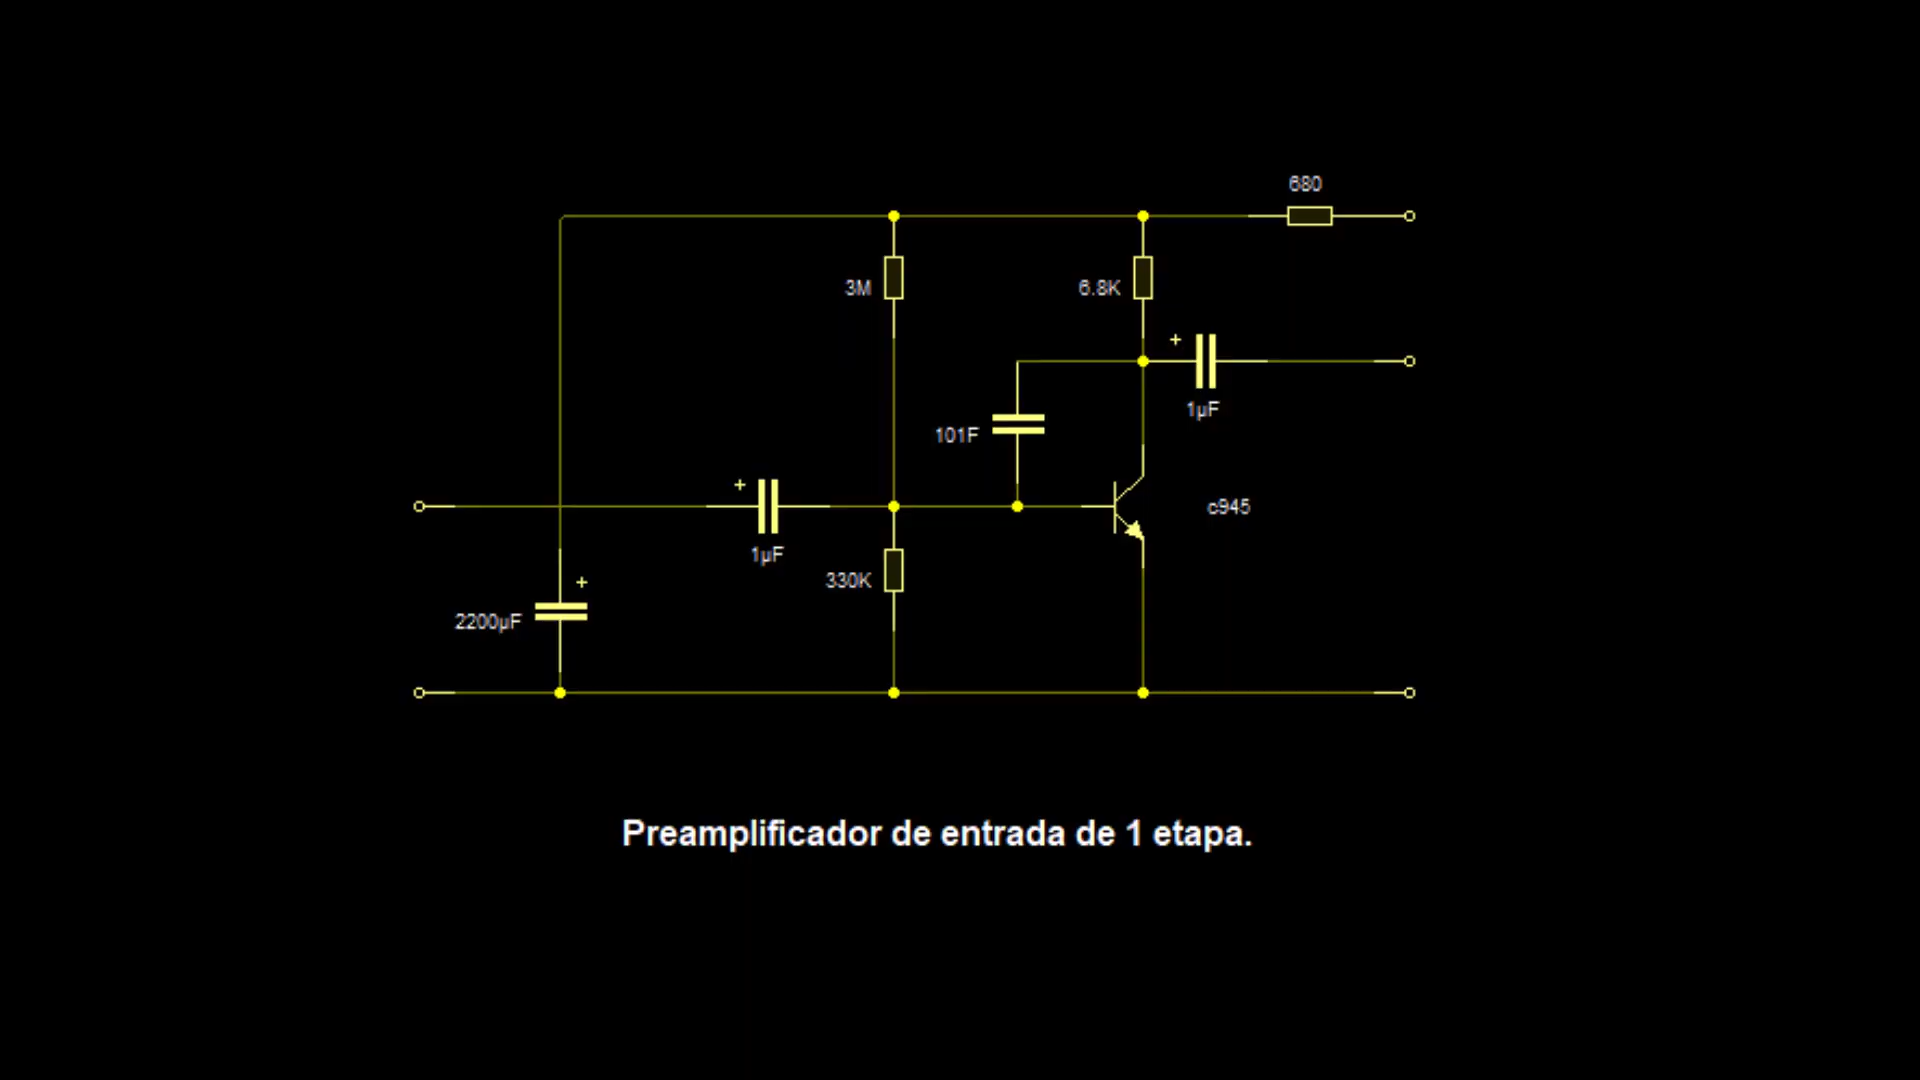 680
3M
6.8K
+
1µF
101F
+
1µF
c945
330K
+
2200µF
Preamplificador de entrada de 1 etapa.